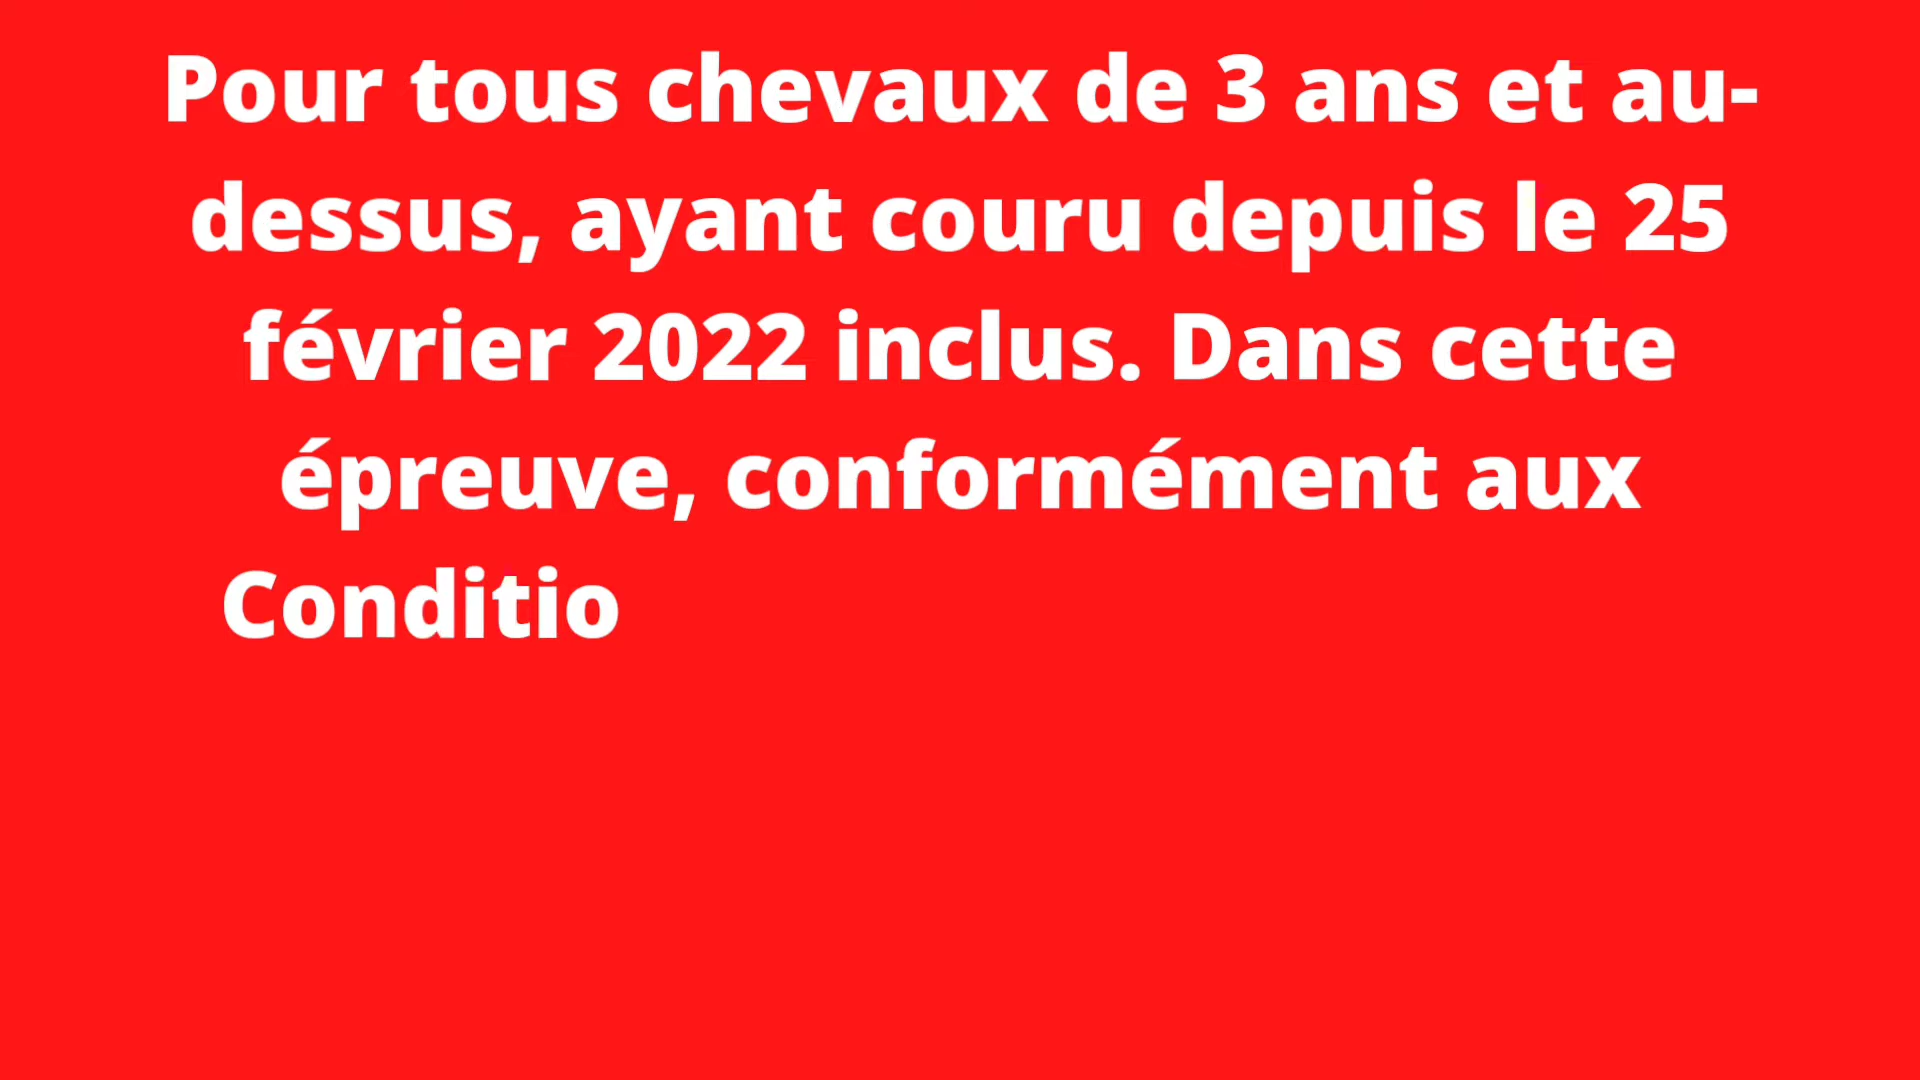 Pour tous chevaux de 3 ans et au-
dessus, ayant couru depuis le 25
février 2022 inclus. Dans cette
épreuve, conformément aux
Conditio